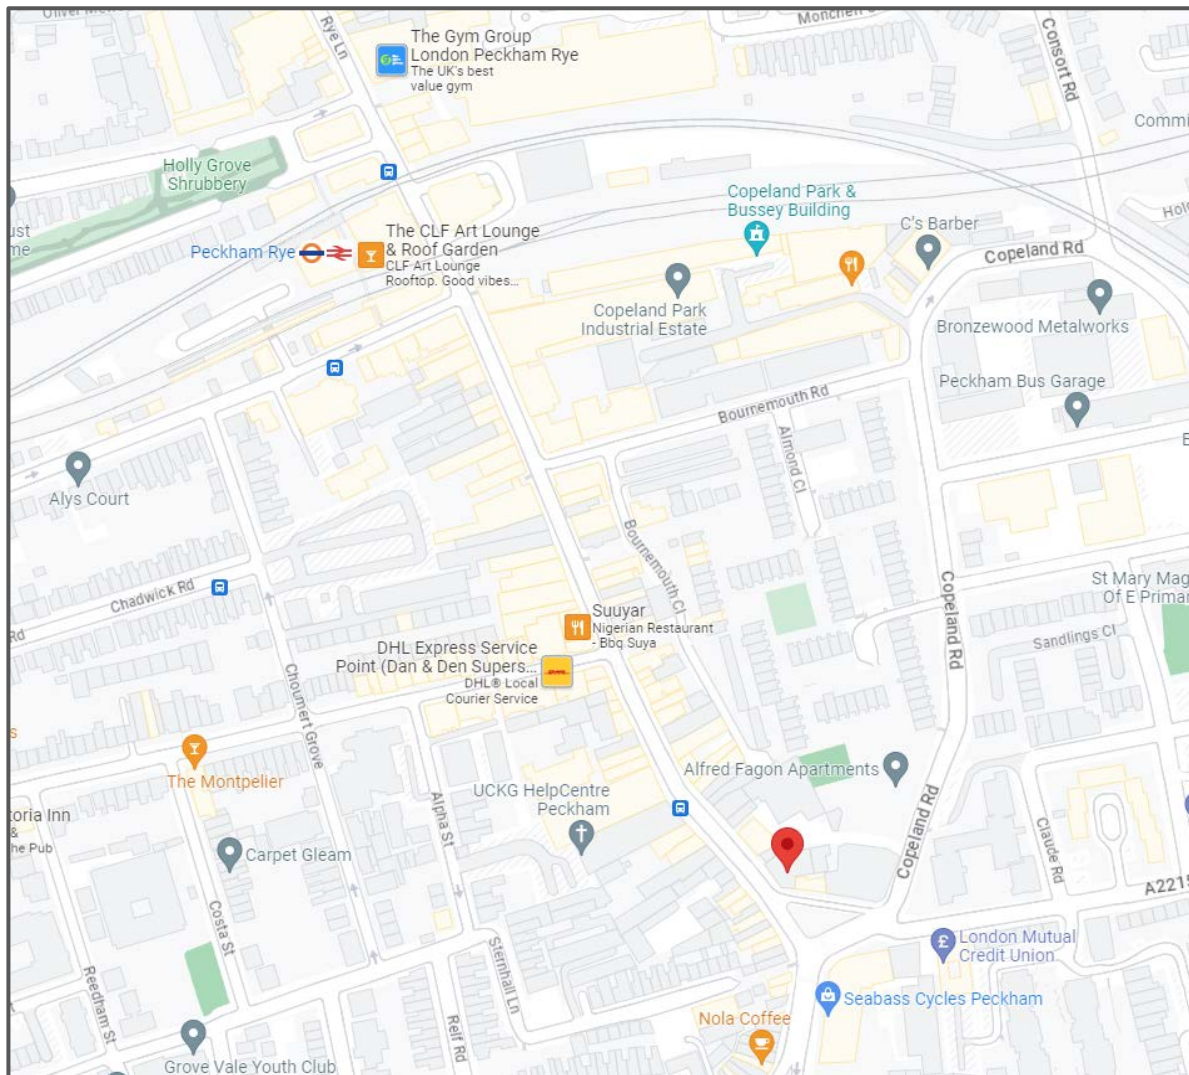 Rye Ln
The Gym Group
London Peckham Rye
The UK's best
value gym
Consort Rd
Holly Grove
Shrubbery
Copeland Park &
Bussey Building
C's Barber
Copeland Rd
Peckham Rye
The CLF Art Lounge
& Roof Garden
CLF Art Lounge
Rooftop. Good vibes...
Copeland Park
Industrial Estate
Bronzewood Metalworks
Peckham Bus Garage
Bournemouth Rd
Almond Cl
Alys Court
Bournemouth Cl
Chadwick Rd
Copeland Rd
St Mary Mag
Of E Primar
Sandlings Cl
Suuyar
Nigerian Restaurant
- Bbq Suya
DHL Express Service
Point (Dan & Den Supers...
DHL® Local
Courier Service
Choumert Grove
The Montpelier
Alpha St
UCKG HelpCentre
Peckham
Alfred Fagon Apartments
toria Inn
&
he Pub
Carpet Gleam
Copeland Rd
Claude Rd
A2215
Costa St
Reedham St
Sternhall Ln
Relf Rd
London Mutual
Credit Union
Seabass Cycles Peckham
Nola Coffee
Grove Vale Youth Club